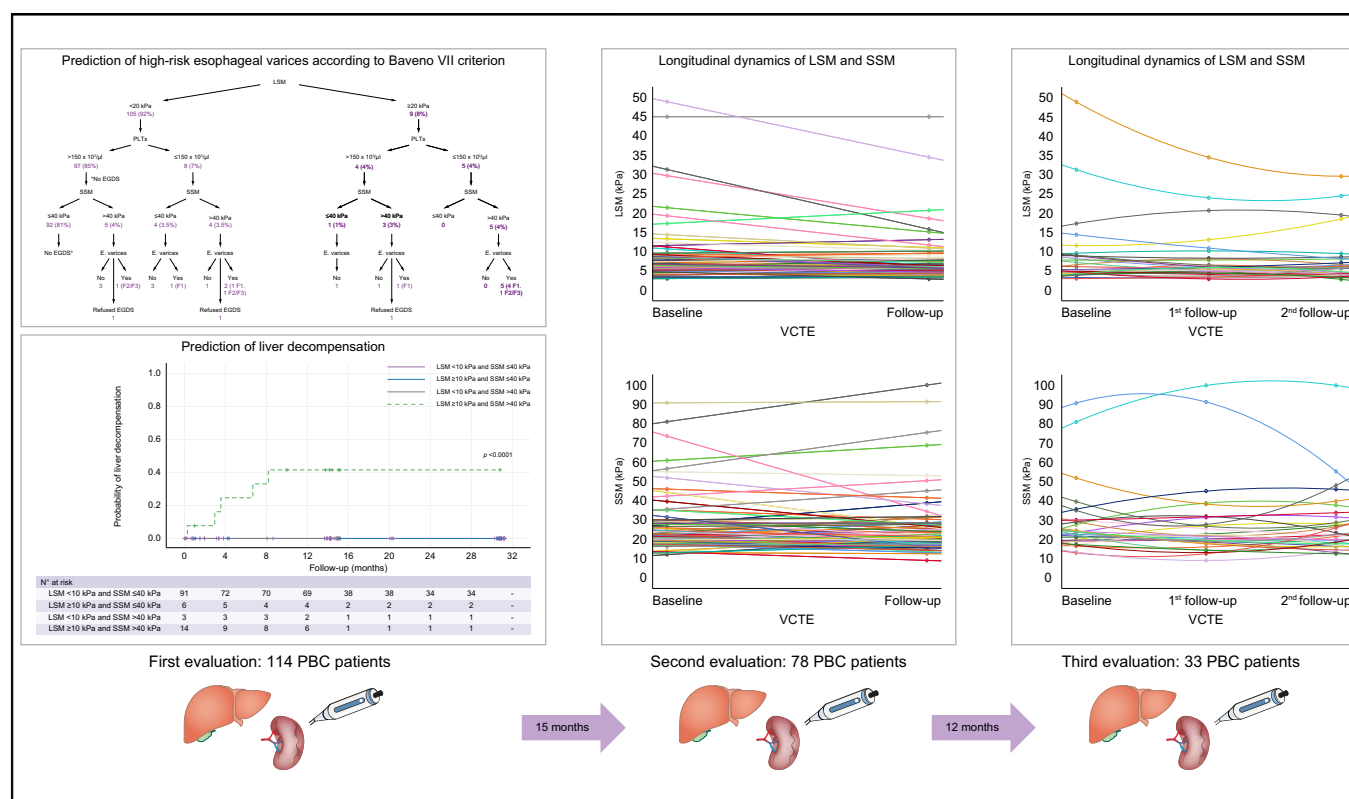 Prediction of high-risk esophageal varices according to Baveno VII criterion
LSM
<20 kPa
105 (92%)
≥20 kPa
9 (8%)
PLTs
PLTs
>150 x 10³/µl
97 (85%)
≤150 x 10³/µl
8 (7%)
>150 x 10³/µl
4 (4%)
≤150 x 10³/µl
5 (4%)
*No EGDS
SSM
SSM
SSM
SSM
≤40 kPa
92 (81%)
>40 kPa
5 (4%)
≤40 kPa
4 (3.5%)
>40 kPa
4 (3.5%)
≤40 kPa
1 (1%)
>40 kPa
3 (3%)
≤40 kPa
0
>40 kPa
5 (4%)
No EGDS*
E. varices
E. varices
E. varices
E. varices
E. varices
E. varices
No
3
Yes
1 (F2/F3)
No
3
Yes
1 (F1)
No
1
Yes
2 (1 F1.
1 F2/F3)
No
1
No
1
Yes
1 (F1)
No
0
Yes
5 (4 F1.
1 F2/F3)
Refused EGDS
1
Refused EGDS
1
Refused EGDS
1
Prediction of liver decompensation
LSM <10 kPa and SSM ≤40 kPa
LSM ≥10 kPa and SSM ≤40 kPa
LSM <10 kPa and SSM >40 kPa
LSM ≥10 kPa and SSM >40 kPa
p <0.0001
Probability of liver decompensation
1.0
0.8
0.6
0.4
0.2
0.0
0 4 8 12 16 20 24 28 32
Follow-up (months)
N° at risk
LSM <10 kPa and SSM ≤40 kPa 91 72 70 69 38 38 34 34 -
LSM ≥10 kPa and SSM ≤40 kPa 6 5 4 4 2 2 2 2 -
LSM <10 kPa and SSM >40 kPa 3 3 3 2 1 1 1 1 -
LSM ≥10 kPa and SSM >40 kPa 14 9 8 6 1 1 1 1 -
First evaluation: 114 PBC patients
15 months
Longitudinal dynamics of LSM and SSM
LSM (kPa)
50
45
40
35
30
25
20
15
10
5
0
Baseline Follow-up
VCTE
SSM (kPa)
100
90
80
70
60
50
40
30
20
10
0
Baseline Follow-up
VCTE
Second evaluation: 78 PBC patients
12 months
Longitudinal dynamics of LSM and SSM
LSM (kPa)
50
45
40
35
30
25
20
15
10
5
0
Baseline 1st follow-up 2nd follow-up
VCTE
SSM (kPa)
100
90
80
70
60
50
40
30
20
10
0
Baseline 1st follow-up 2nd follow-up
VCTE
Third evaluation: 33 PBC patients